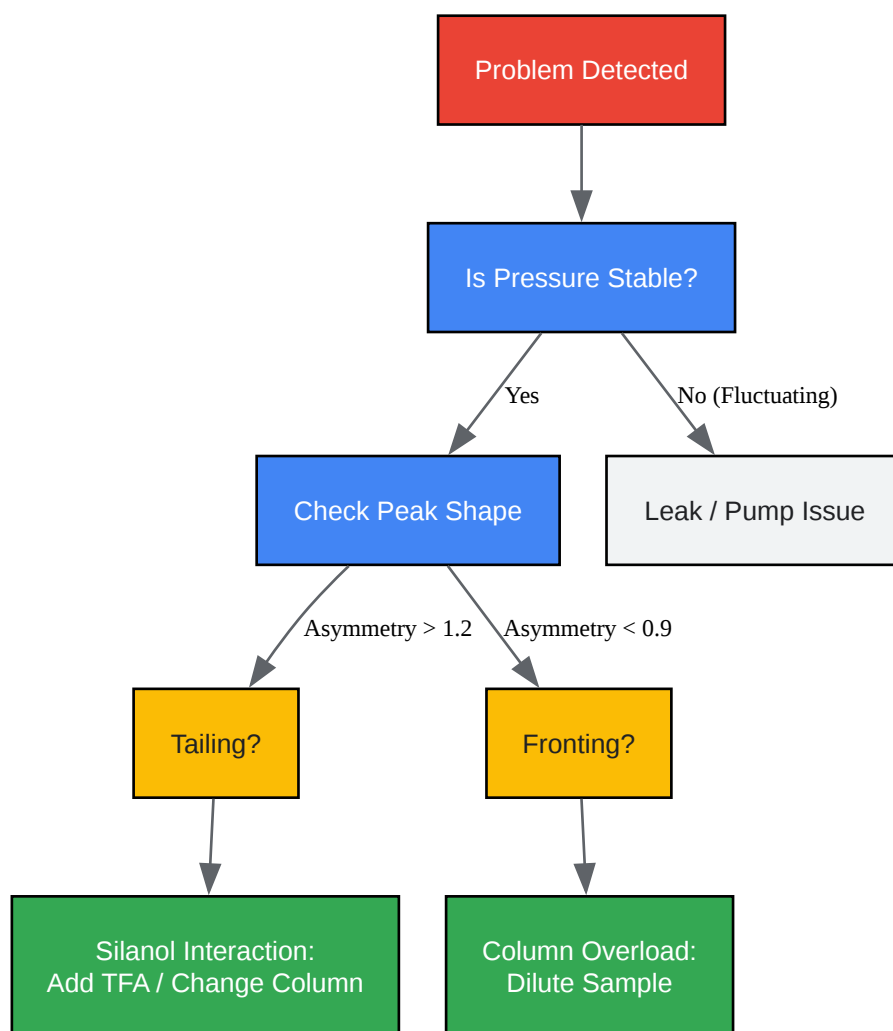 Problem Detected
Is Pressure Stable?
Yes
No (Fluctuating)
Check Peak Shape
Leak / Pump Issue
Asymmetry > 1.2
Asymmetry < 0.9
Tailing?
Fronting?
Silanol Interaction:
Add TFA / Change Column
Column Overload:
Dilute Sample